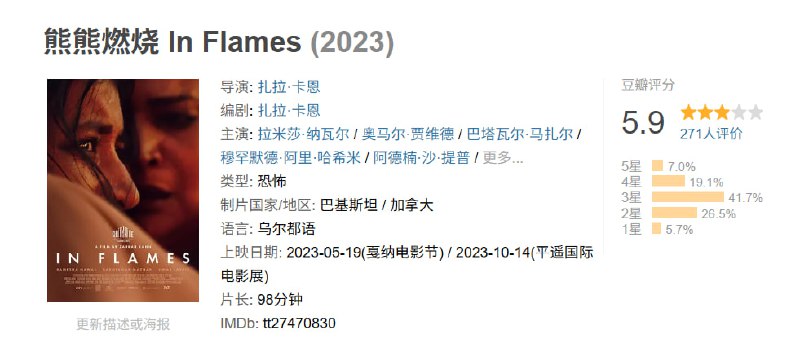 熊熊燃烧 In Flames (2023)
A FILM BY ZARRAR KAHN
IN FLAMES
更新描述或海报
导演: 扎拉·卡恩
编剧: 扎拉·卡恩
主演: 拉米莎·纳瓦尔 / 奥马尔·贾维德 / 巴塔瓦尔·马扎尔 /
穆罕默德·阿里·哈希米 / 阿德楠·沙·提普 / 更多...
类型: 恐怖
制片国家/地区: 巴基斯坦 / 加拿大
语言: 乌尔都语
上映日期: 2023-05-19(戛纳电影节) / 2023-10-14(平遥国际
电影展)
片长: 98分钟
IMDb: tt27470830
豆瓣评分
5.9
271人评价
5星 7.0%
4星 19.1%
3星 41.7%
2星 26.5%
1星 5.7%